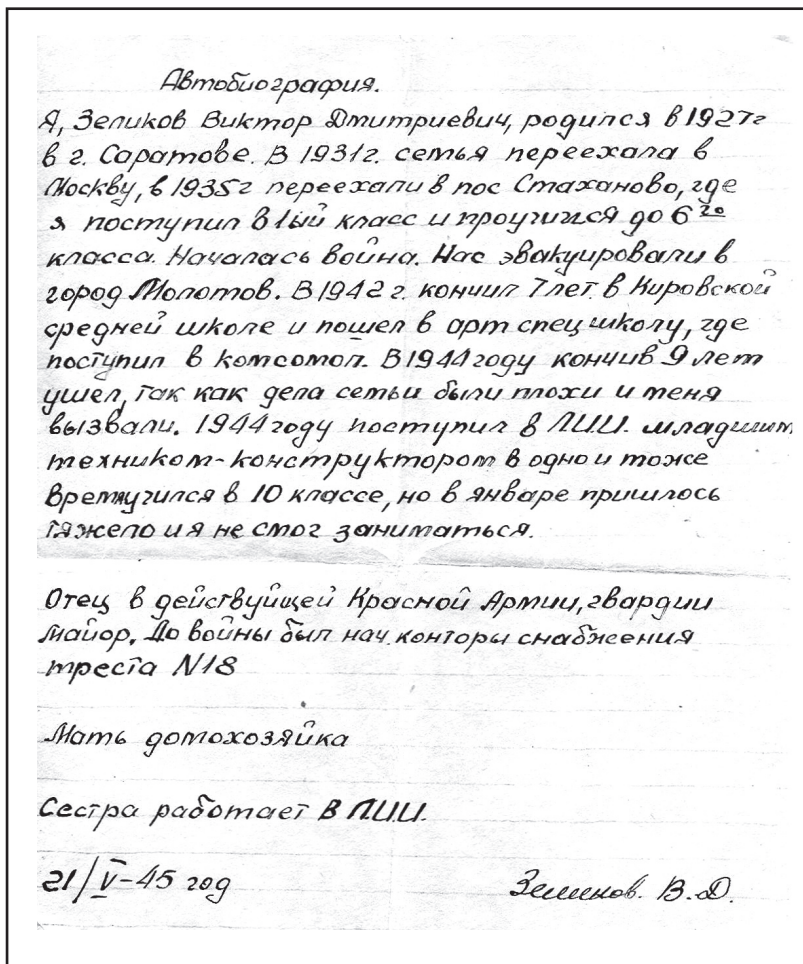 Автобиография.
Я, Зеликов Виктор Дмитриевич, родился в 1927г
в г. Саратове. В 1931г. семья переехала в
Москву, в 1935г переехали в пос Стаханово, где
я поступил в 1ый класс и проучился до 6го
класса. Началась война. Нас эвакуировали в
город Молотов. В 1942 г. кончил 7 лет. в Кировской
средней школе и пошел в арт спец школу, где
поступил в комсомол. В 1944 году кончив 9 лет
ушел, так как дела семьи были плохи и меня
вызвали. 1944 году поступил в ЛИИ. младшим
техником-конструктором в одно и тоже
время учился в 10 классе, но в январе пришлось
тяжело и я не смог заниматься.
Отец в действуйщей Красной Армии, гвардии
майор. До войны был нач. конторы снабжения
треста N18
Мать домохозяйка
Сестра работает в ЛИИ.
21/V-45 год Зеликов. В.Д.